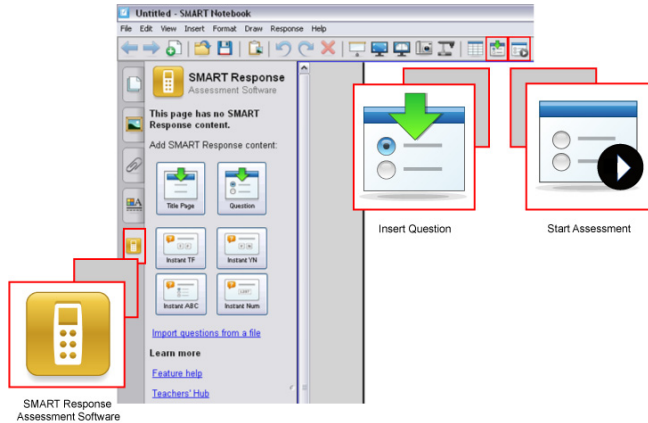 Untitled - SMART Notebook
File Edit View Insert Format Draw Response Help
SMART Response
Assessment Software
This page has no SMART
Response content.
Add SMART Response content:
Title Page
Question
Instant TF
Instant YN
Instant ABC
Instant Num
Import questions from a file
Learn more
Feature help
Teachers' Hub
Insert Question
Start Assessment
SMART Response
Assessment Software